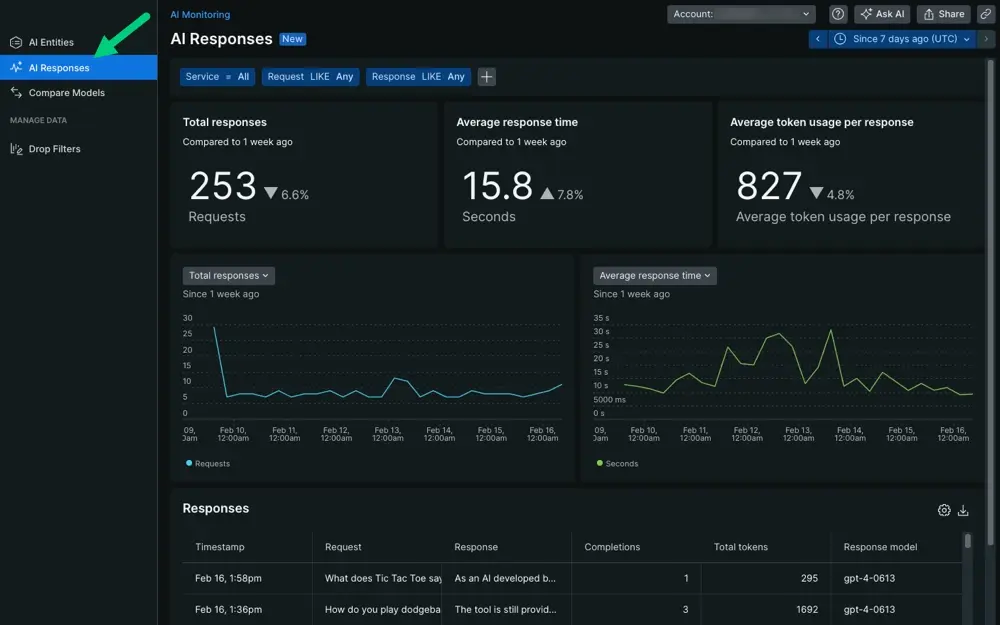 AI Monitoring
Account:
Ask AI
Share
AI Responses New
Since 7 days ago (UTC)
AI Entities
AI Responses
Compare Models
MANAGE DATA
Drop Filters
Service = All
Request LIKE Any
Response LIKE Any
Total responses
Compared to 1 week ago
253 6.6%
Requests
Average response time
Compared to 1 week ago
15.8 7.8%
Seconds
Average token usage per response
Compared to 1 week ago
827 4.8%
Average token usage per response
Total responses
Since 1 week ago
30
25
20
15
10
5
0
09, Feb 10, Feb 11, Feb 12, Feb 13, Feb 14, Feb 15, Feb 16,
0am 12:00am 12:00am 12:00am 12:00am 12:00am 12:00am 12:00am
Requests
Average response time
Since 1 week ago
35 s
30 s
25 s
20 s
15 s
10 s
5000 ms
0 s
09, Feb 10, Feb 11, Feb 12, Feb 13, Feb 14, Feb 15, Feb 16,
0am 12:00am 12:00am 12:00am 12:00am 12:00am 12:00am 12:00am
Seconds
Responses
Timestamp Request Response Completions Total tokens Response model
Feb 16, 1:58pm What does Tic Tac Toe say As an AI developed b... 1 295 gpt-4-0613
Feb 16, 1:36pm How do you play dodgeba The tool is still provid... 3 1692 gpt-4-0613